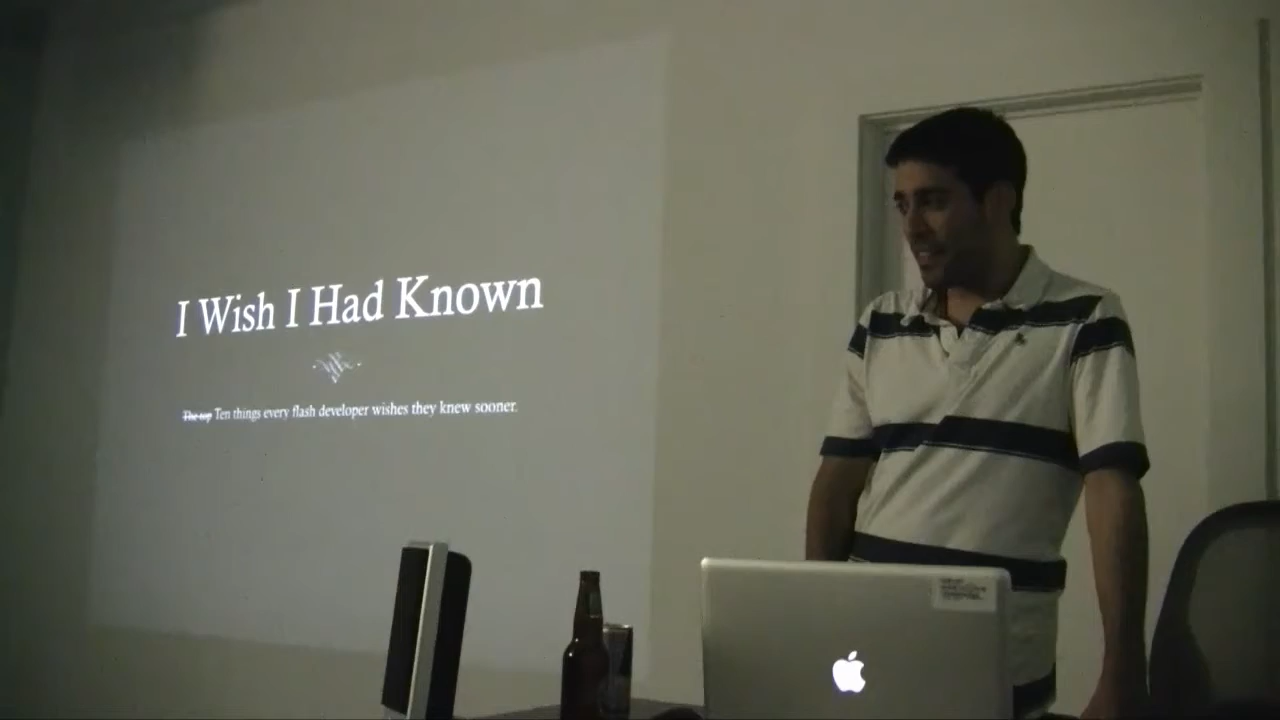 I Wish I Had Known
The top Ten things every flash developer wishes they knew sooner.